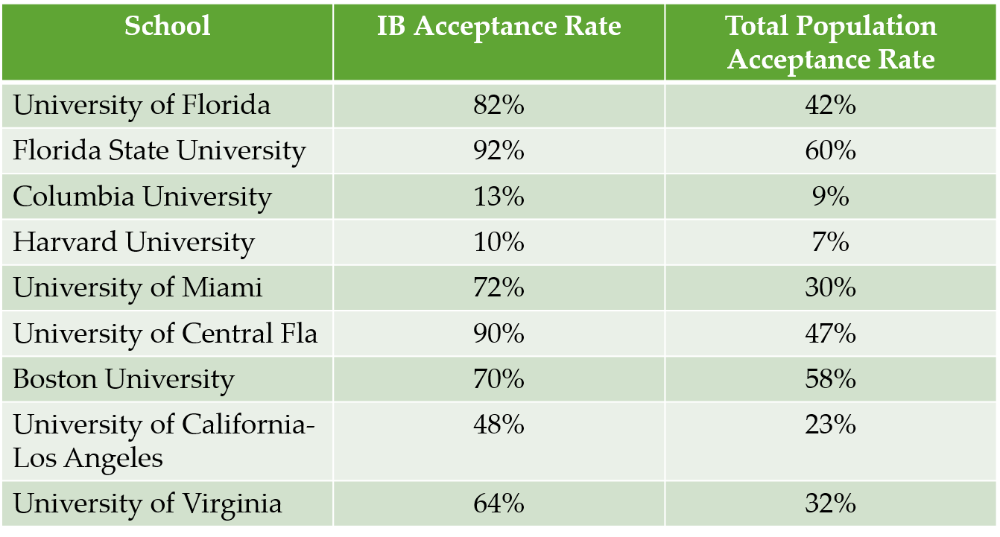 School IB Acceptance Rate Total Population
Acceptance Rate
University of Florida 82% 42%
Florida State University 92% 60%
Columbia University 13% 9%
Harvard University 10% 7%
University of Miami 72% 30%
University of Central Fla 90% 47%
Boston University 70% 58%
University of California- 48% 23%
Los Angeles
University of Virginia 64% 32%